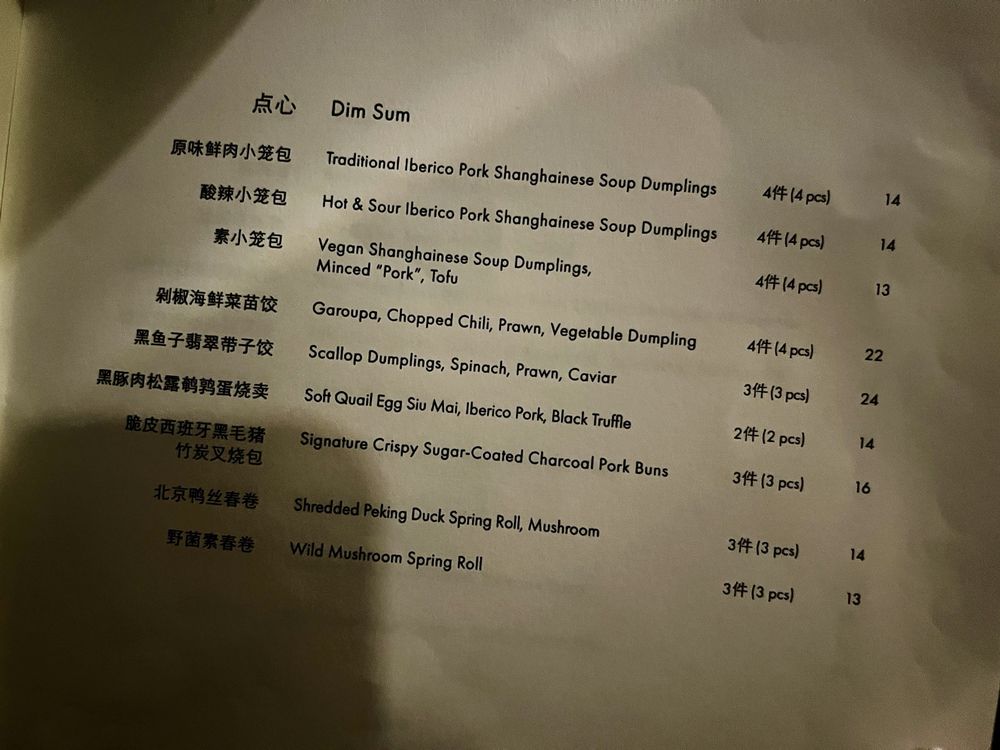 点心 Dim Sum
原味鲜肉小笼包 Traditional Iberico Pork Shanghainese Soup Dumplings 4件 (4 pcs) 14
酸辣小笼包 Hot & Sour Iberico Pork Shanghainese Soup Dumplings 4件 (4 pcs) 14
素小笼包 Vegan Shanghainese Soup Dumplings, 4件 (4 pcs) 13
Minced “Pork”, Tofu
剁椒海鲜菜苗饺 Garoupa, Chopped Chili, Prawn, Vegetable Dumpling 4件 (4 pcs) 22
黑鱼子翡翠带子饺 Scallop Dumplings, Spinach, Prawn, Caviar 3件 (3 pcs) 24
黑豚肉松露鹌鹑蛋烧卖 Soft Quail Egg Siu Mai, Iberico Pork, Black Truffle 2件 (2 pcs) 14
脆皮西班牙黑毛猪 Signature Crispy Sugar-Coated Charcoal Pork Buns 3件 (3 pcs) 16
竹炭叉烧包
北京鸭丝春卷 Shredded Peking Duck Spring Roll, Mushroom 3件 (3 pcs) 14
野菌素春卷 Wild Mushroom Spring Roll 3件 (3 pcs) 13